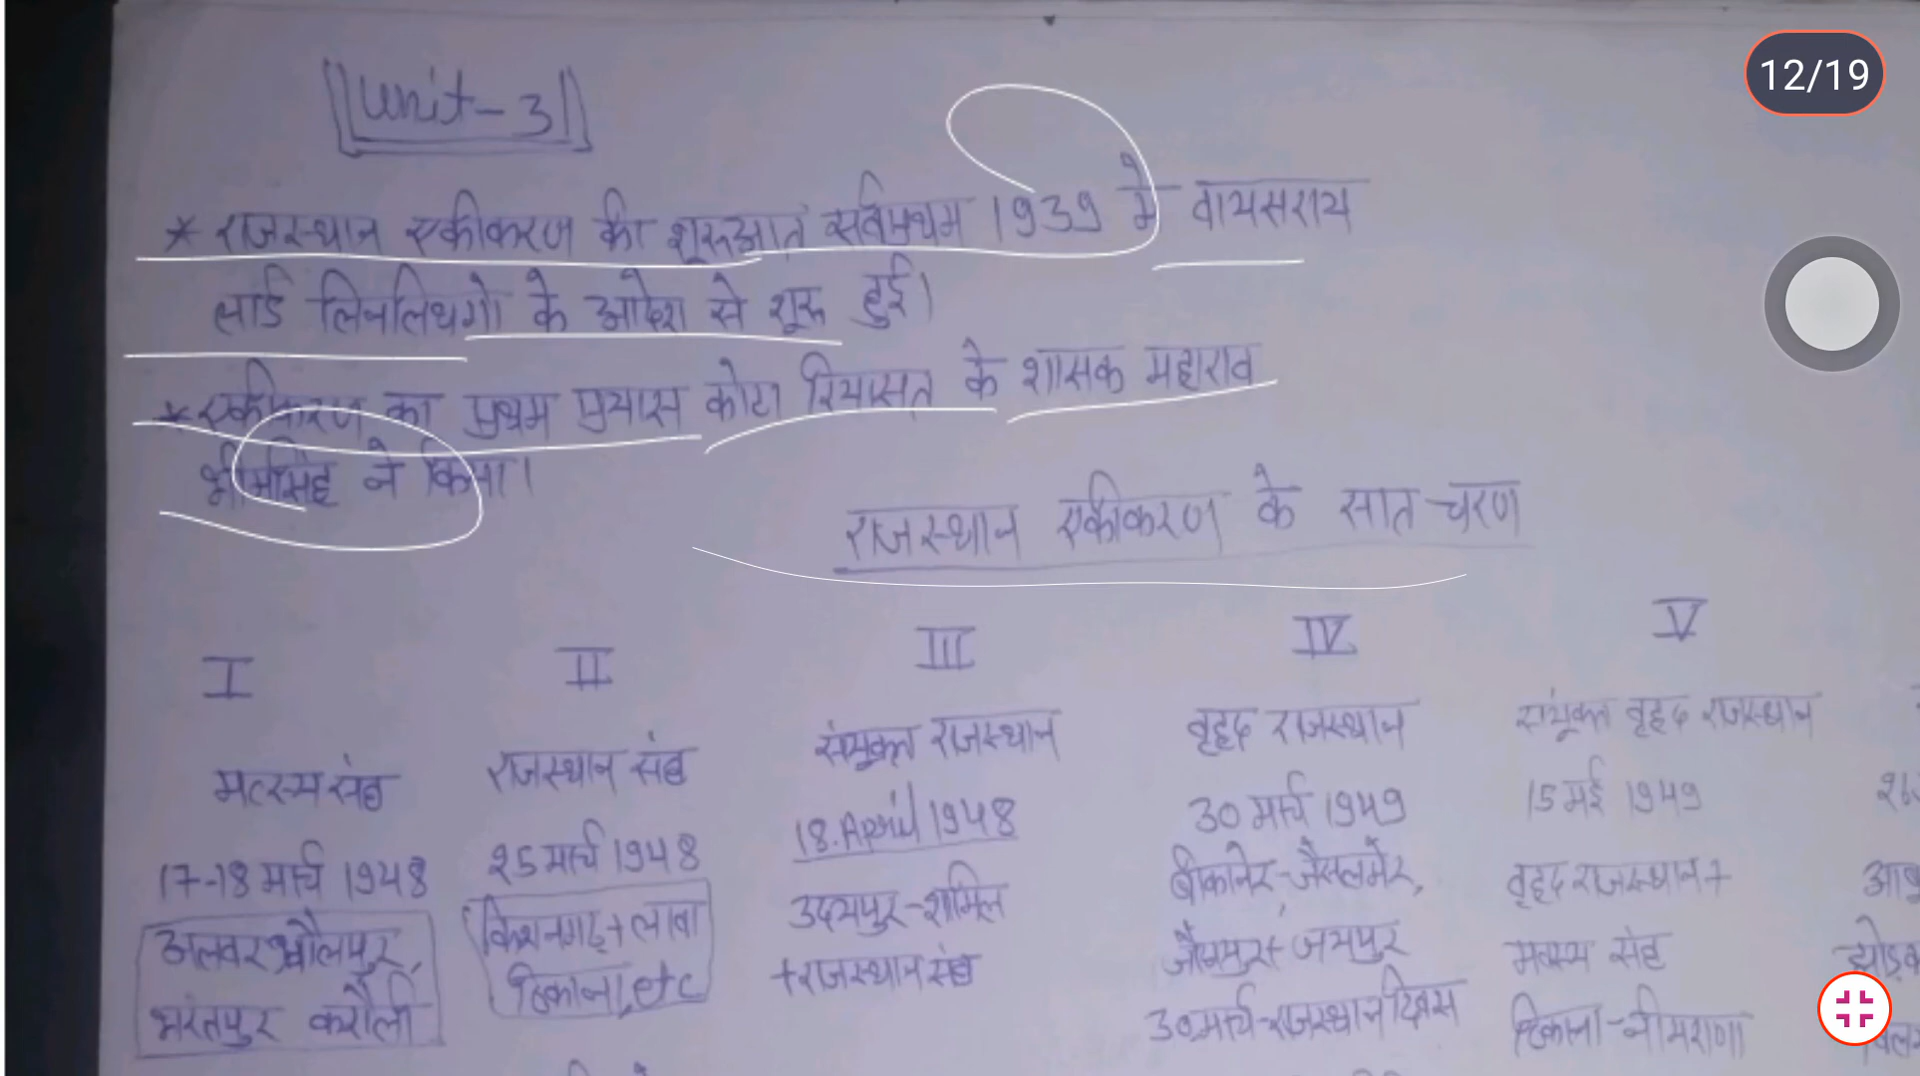 12/19
Unit-3
* राजस्थान एकीकरण की शुरूआत सर्वप्रथम 1939 में वायसराय
लार्ड लिनलिथगो के आदेश से शुरू हुई।
* एकीकरण का प्रथम प्रयास कोटा रियासत के शासक महाराव
भीमसिंह ने किया।
राजस्थान एकीकरण के सात चरण
I
मत्स्य संघ
17-18 मार्च 1948
अलवर धौलपुर,
भरतपुर करौली
II
राजस्थान संघ
25 मार्च 1948
किशनगढ़ + लावा
ठिकाना, etc
III
संयुक्त राजस्थान
18. April 1948
उदयपुर-शामिल
+ राजस्थान संघ
IV
वृहद राजस्थान
30 मार्च 1949
बीकानेर, जैसलमेर,
जोधपुर + जयपुर
30 मार्च-राजस्थान दिवस
V
संयुक्त वृहद राजस्थान
15 मई 1949
वृहद राजस्थान +
मत्स्य संघ
ठिकाना-नीमराणा